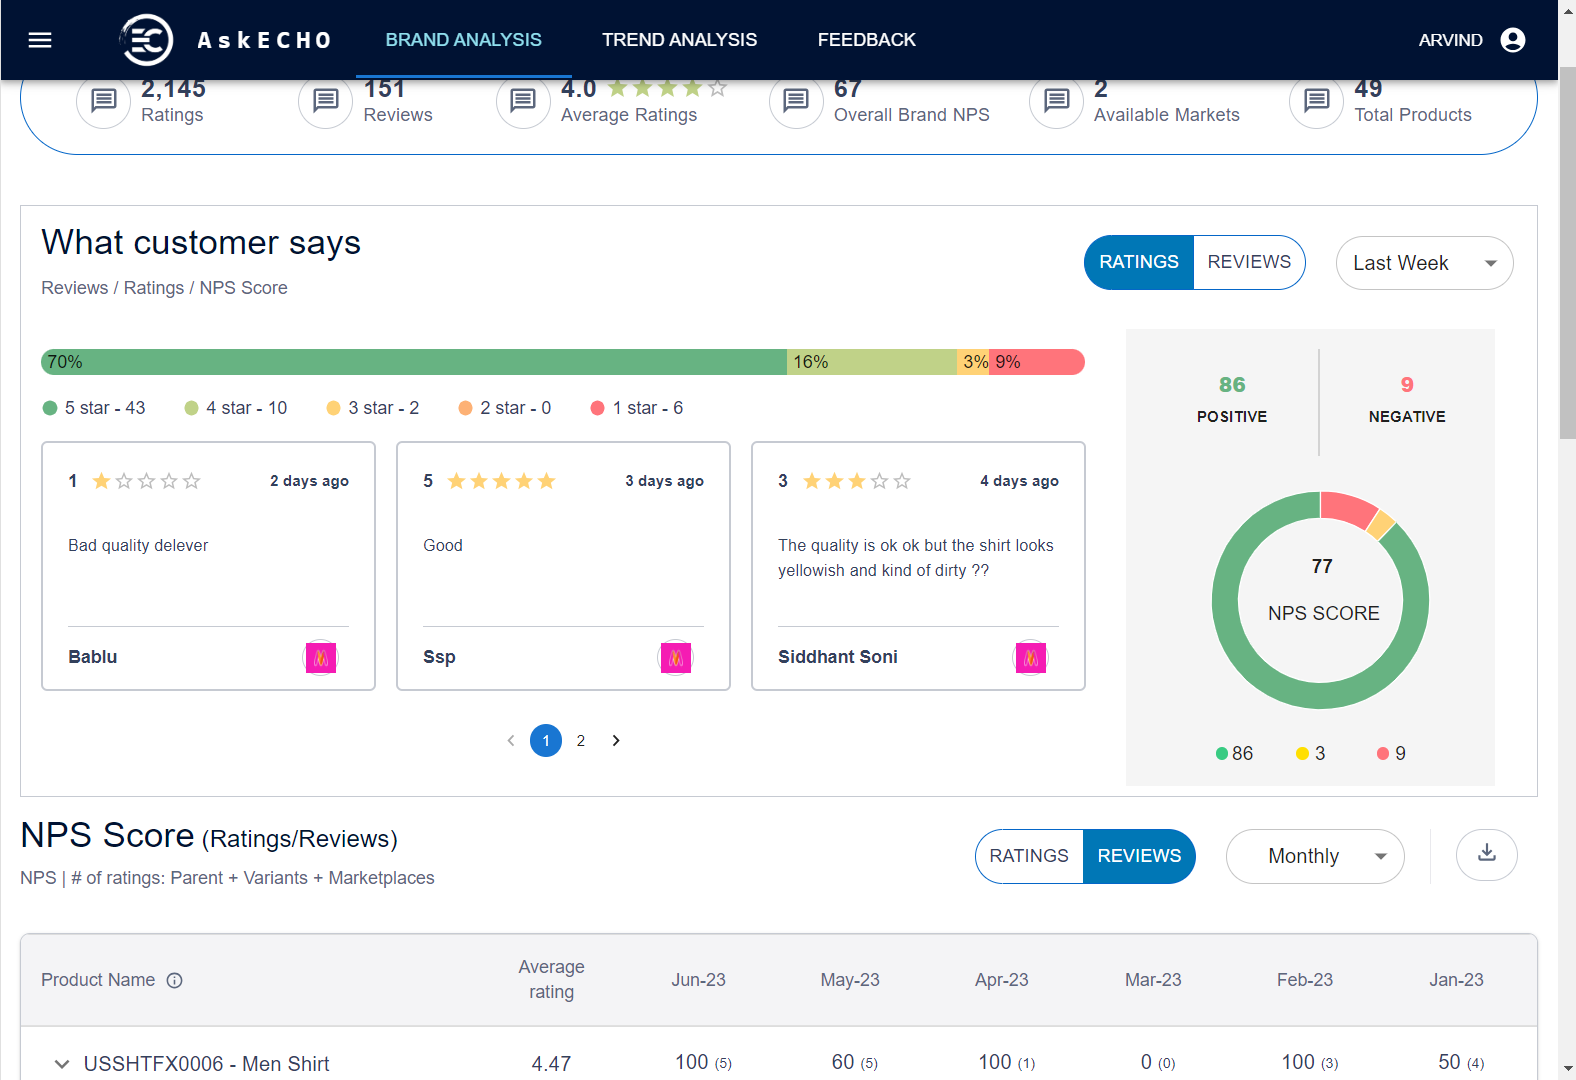 AskECHO
BRAND ANALYSIS
TREND ANALYSIS
FEEDBACK
ARVIND
2,145
Ratings
151
Reviews
4.0
Average Ratings
67
Overall Brand NPS
2
Available Markets
49
Total Products
What customer says
Reviews / Ratings / NPS Score
RATINGS
REVIEWS
Last Week
70%
16%
3%
9%
5 star - 43
4 star - 10
3 star - 2
2 star - 0
1 star - 6
1
2 days ago
Bad quality delever
Bablu
5
3 days ago
Good
Ssp
3
4 days ago
The quality is ok ok but the shirt looks
yellowish and kind of dirty ??
Siddhant Soni
1
2
86
POSITIVE
9
NEGATIVE
77
NPS SCORE
86
3
9
NPS Score (Ratings/Reviews)
NPS | # of ratings: Parent + Variants + Marketplaces
RATINGS
REVIEWS
Monthly
Product Name
Average
rating
Jun-23
May-23
Apr-23
Mar-23
Feb-23
Jan-23
USSHTFX0006 - Men Shirt
4.47
100 (5)
60 (5)
100 (1)
0 (0)
100 (3)
50 (4)